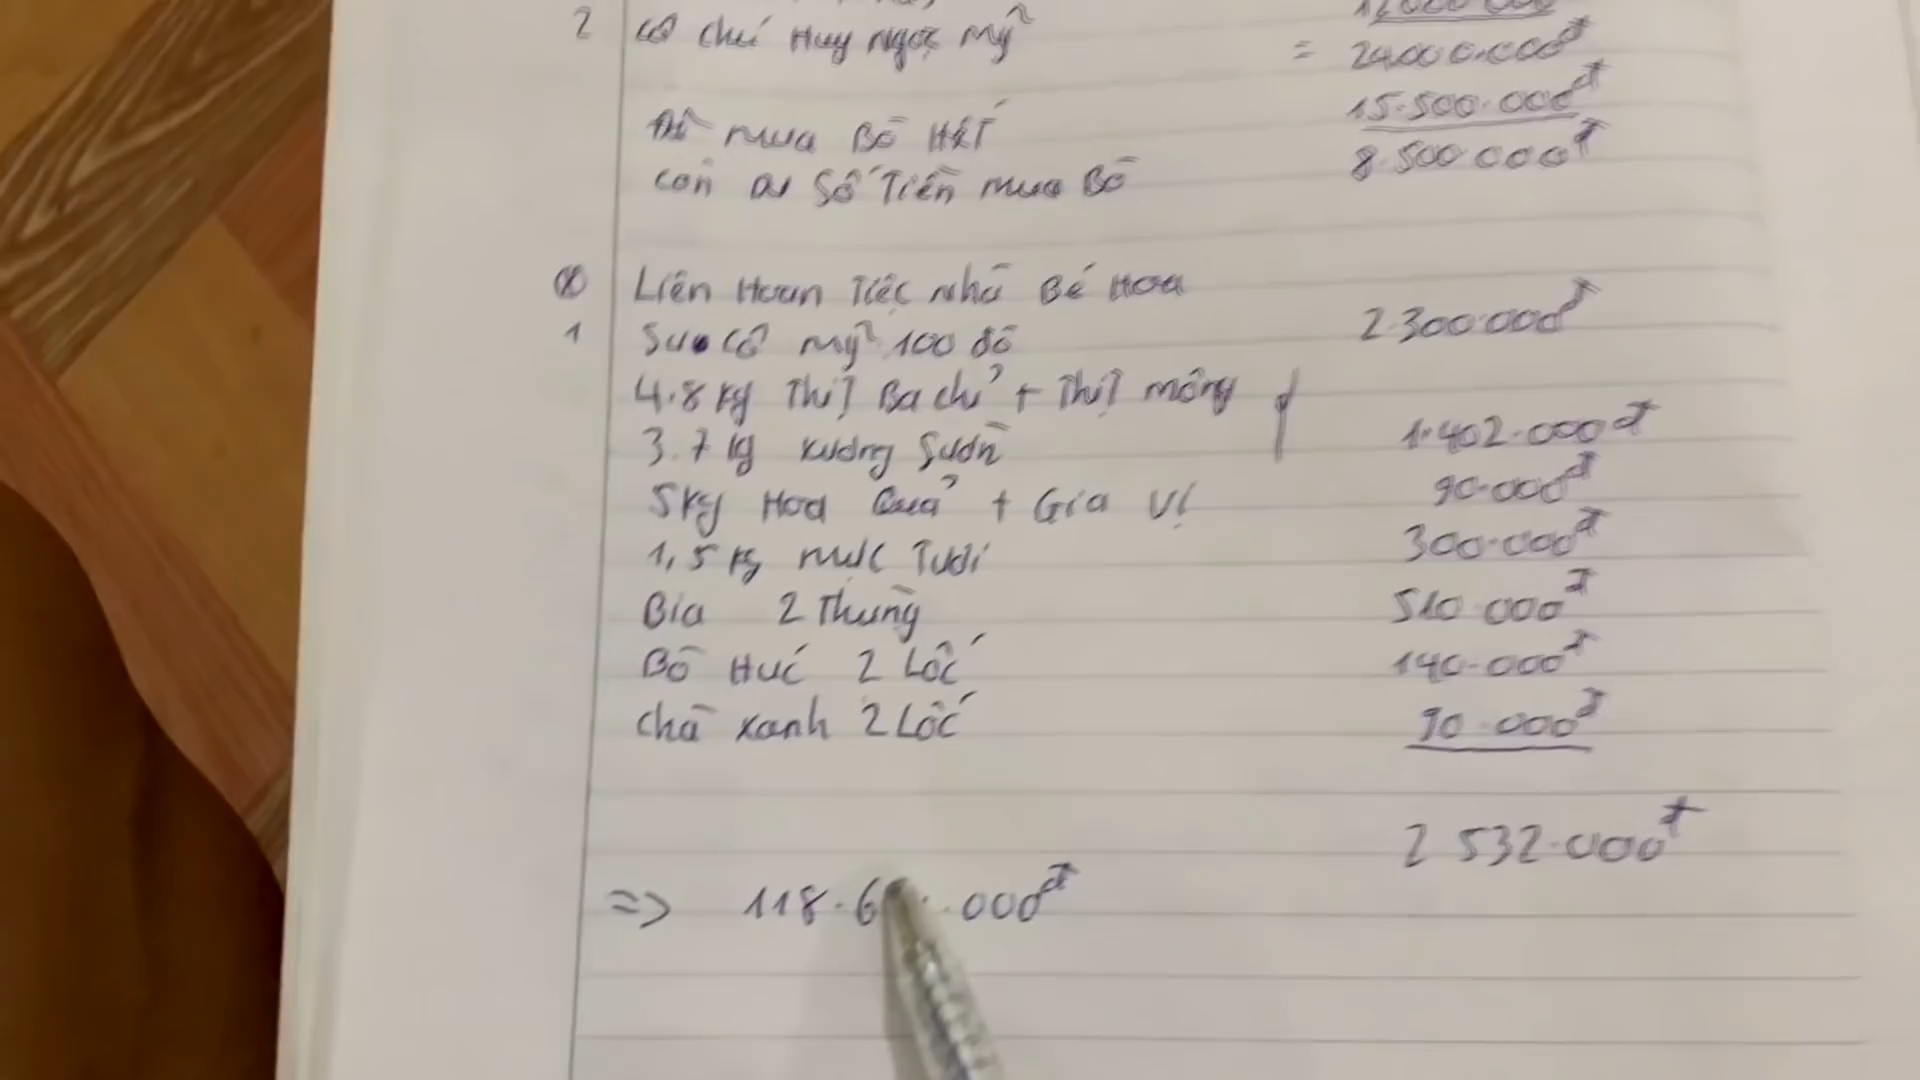 2 cô chú Huy Ngọc Mỹ = 24.000.000đ
Đã mua Bò Hết 15.500.000đ
còn dư Số Tiền mua Bò 8.500.000đ
Liên Hoan Tiệc nhà Bé Hoa
1 Su Cô Mỹ 100 đô 2.300.000đ
4.8 kg Thịt Ba chỉ + Thịt mông
3.7 kg xương Sườn 1.402.000đ
5 kg Hoa Quả + Gia Vị 90.000đ
1,5 kg mực Tươi 300.000đ
Bia 2 Thùng 510.000đ
Bò Húc 2 Lốc 140.000đ
chà xanh 2 Lốc 90.000đ
2 532.000đ
=> 118.6 .000đ